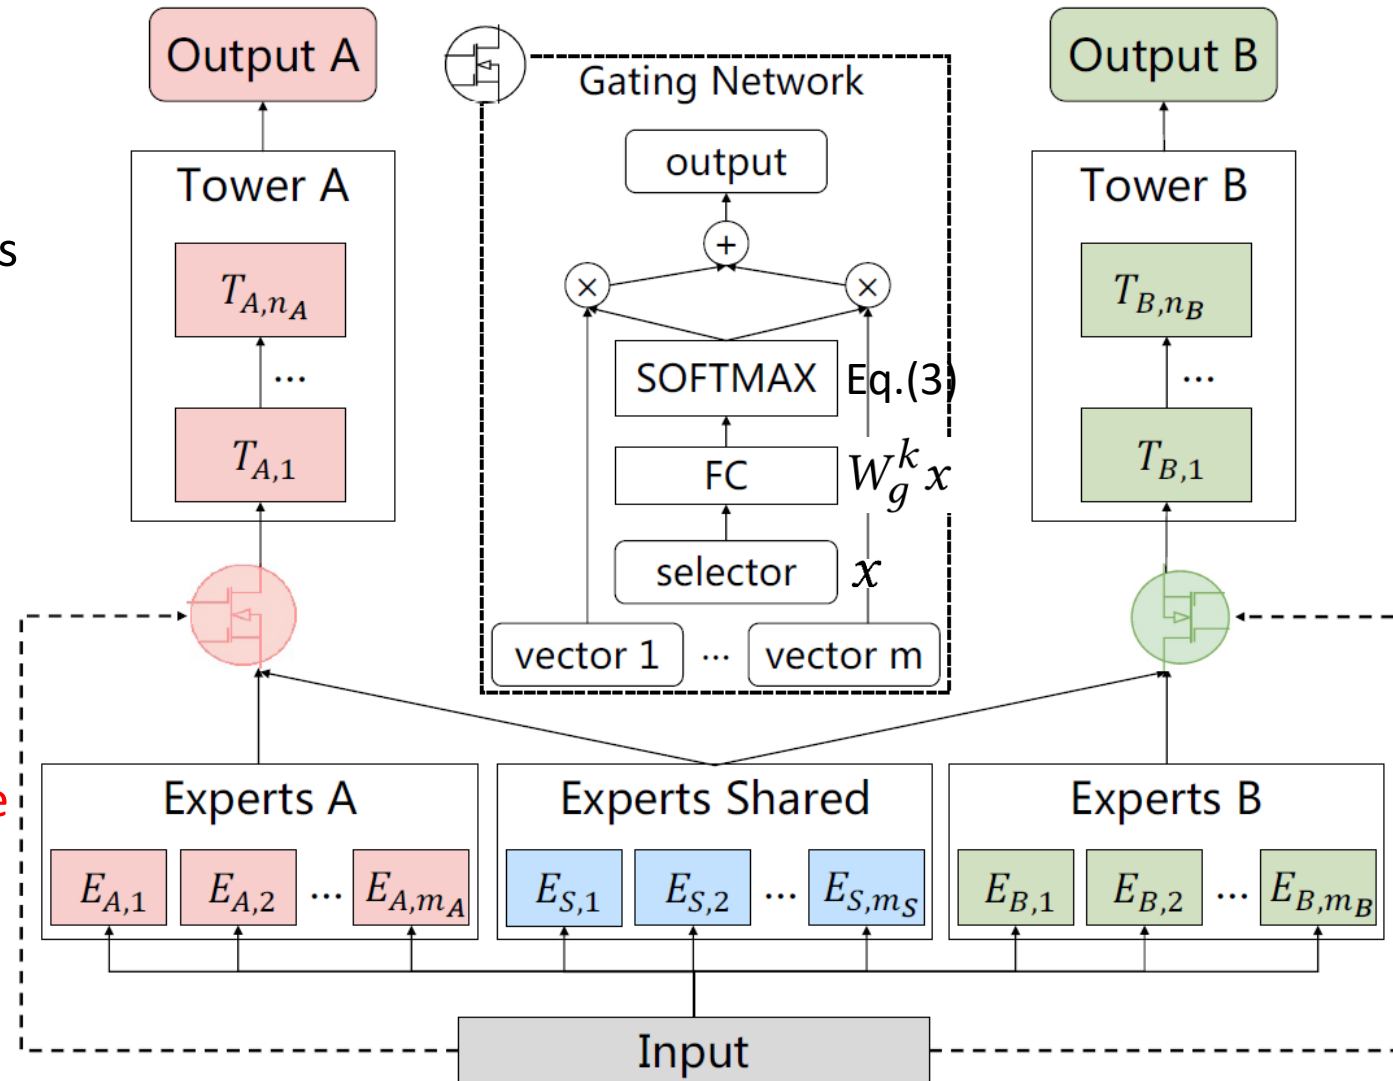 Output A
Gating Network
Output B
output
Tower A
Tower B
s
+
× ×
T_{A,n_A}
T_{B,n_B}
...
SOFTMAX Eq.(3)
...
T_{A,1}
FC W_g^k x
T_{B,1}
selector x
vector 1 ... vector m
e
Experts A
Experts Shared
Experts B
E_{A,1} E_{A,2} ... E_{A,m_A}
E_{S,1} E_{S,2} ... E_{S,m_S}
E_{B,1} E_{B,2} ... E_{B,m_B}
Input